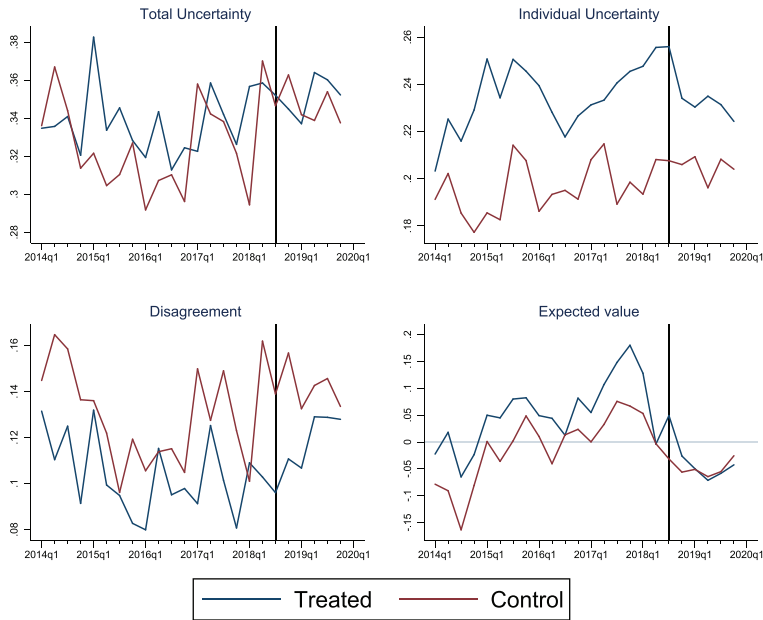 Total Uncertainty
.38
.36
.34
.32
.3
.28
2014q1 2015q1 2016q1 2017q1 2018q1 2019q1 2020q1
Individual Uncertainty
.26
.24
.22
.2
.18
2014q1 2015q1 2016q1 2017q1 2018q1 2019q1 2020q1
Disagreement
.16
.14
.12
.1
.08
2014q1 2015q1 2016q1 2017q1 2018q1 2019q1 2020q1
Expected value
.2
.15
.1
.05
0
-.05
-.1
-.15
2014q1 2015q1 2016q1 2017q1 2018q1 2019q1 2020q1
Treated Control